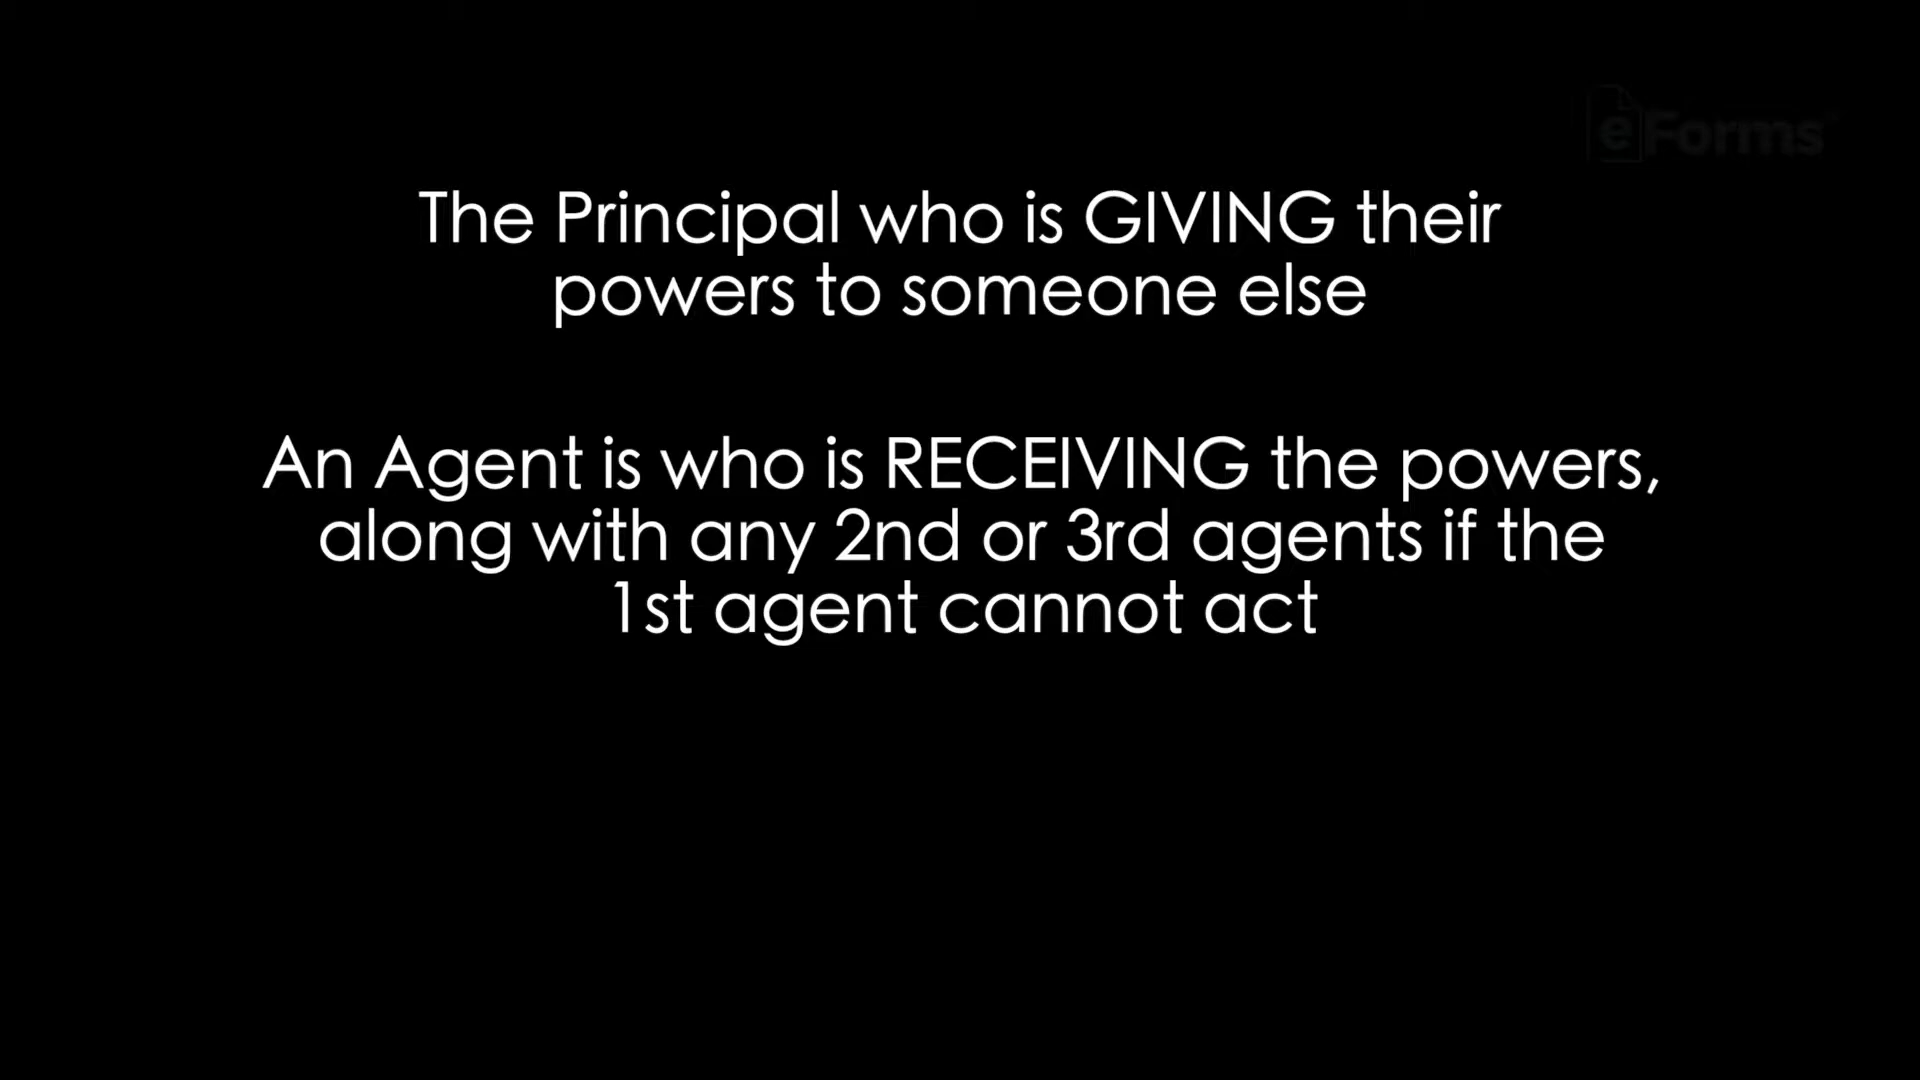 eForms
The Principal who is GIVING their
powers to someone else
An Agent is who is RECEIVING the powers,
along with any 2nd or 3rd agents if the
1st agent cannot act